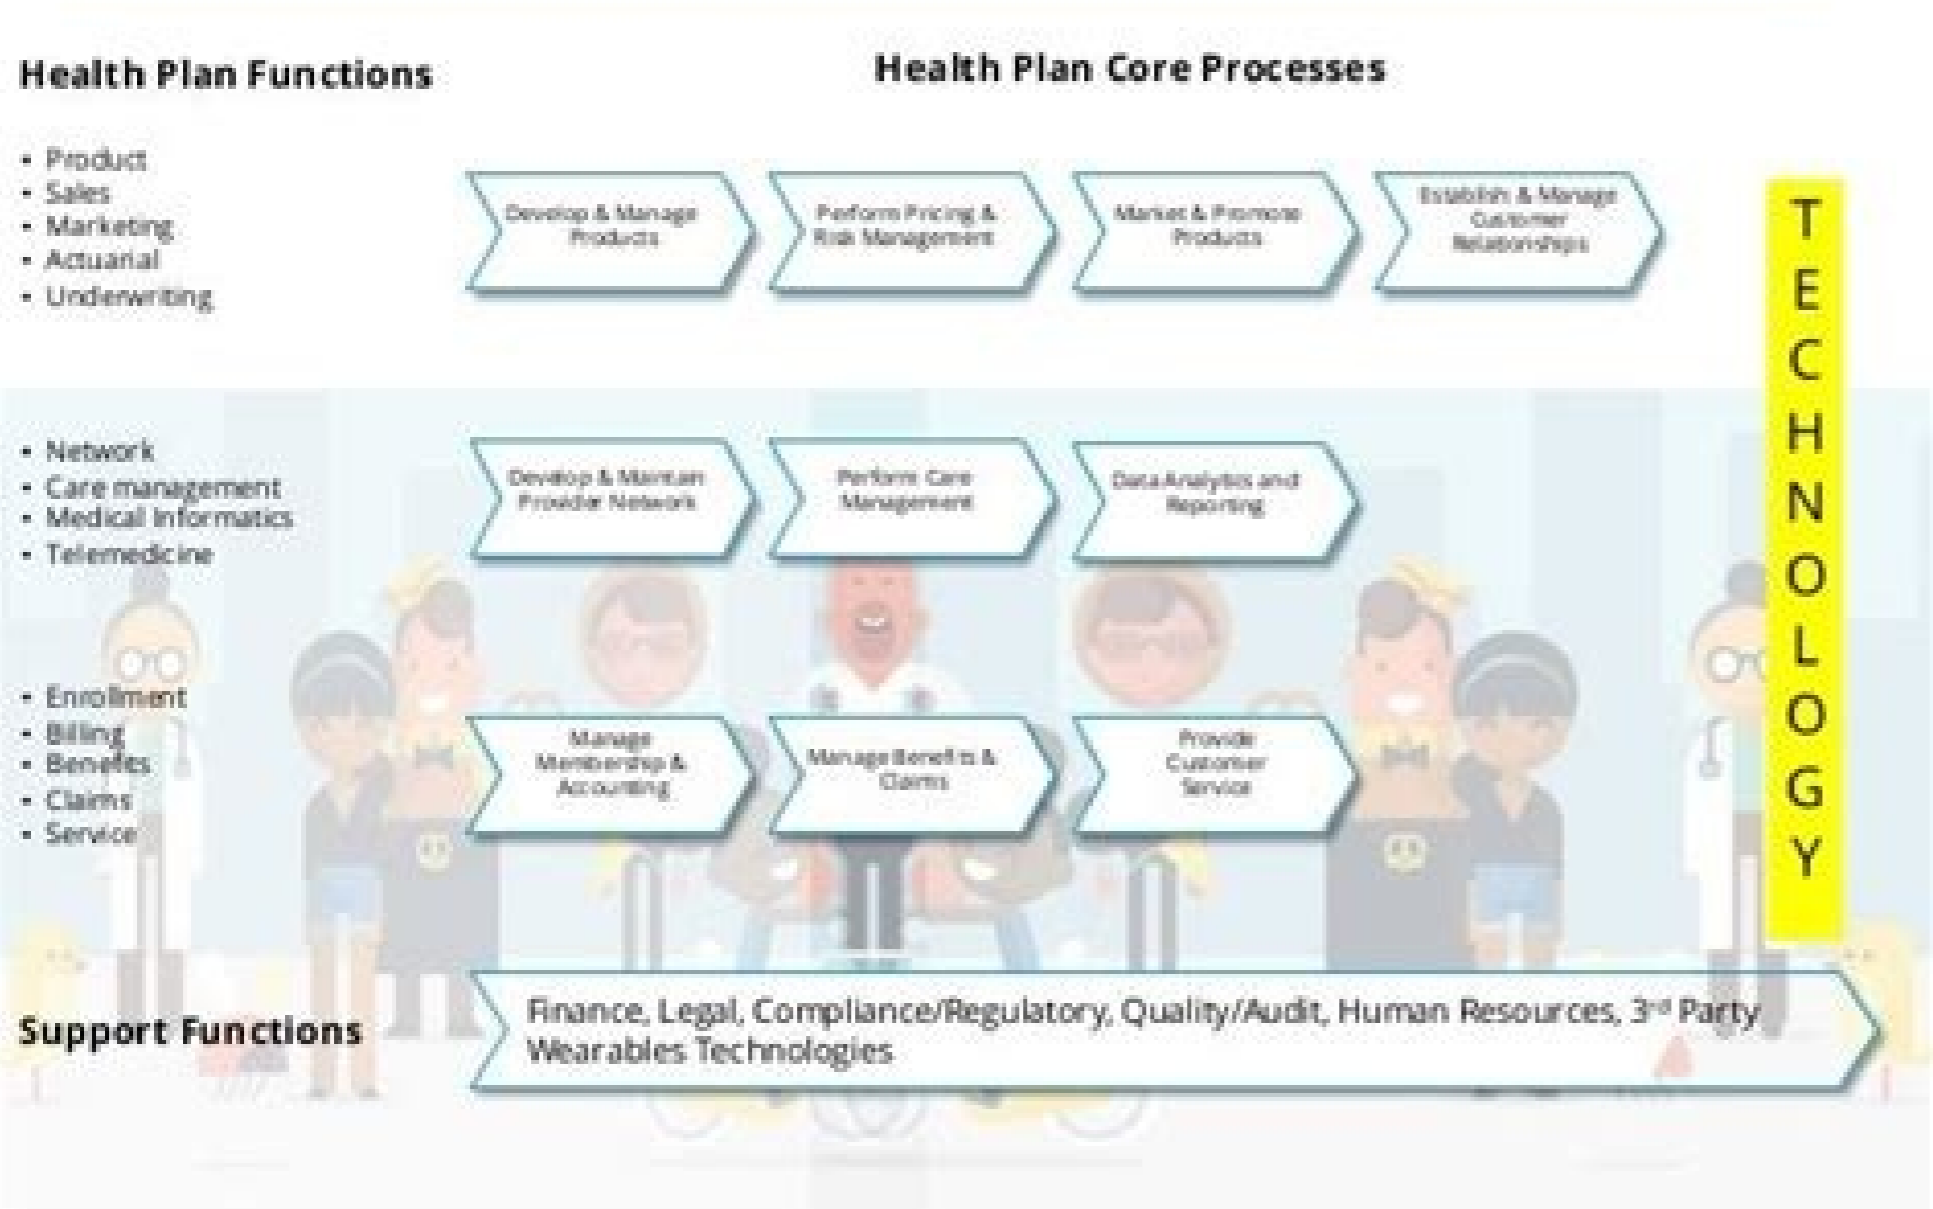 Health Plan Functions
Health Plan Core Processes
• Product
• Sales
• Marketing
• Actuarial
• Underwriting
Develop & Manage
Products
Perform Pricing &
Risk Management
Market & Promote
Products
Establish & Manage
Customer
Relationships
• Network
• Care management
• Medical Informatics
• Telemedicine
Develop & Maintain
Provider Network
Perform Care
Management
Data Analytics and
Reporting
• Enrollment
• Billing
• Benefits
• Claims
• Service
Manage
Membership &
Accounting
Manage Benefits &
Claims
Provide
Customer
Service
T
E
C
H
N
O
L
O
G
Y
Support Functions
Finance, Legal, Compliance/Regulatory, Quality/Audit, Human Resources, 3rd Party
Wearables Technologies